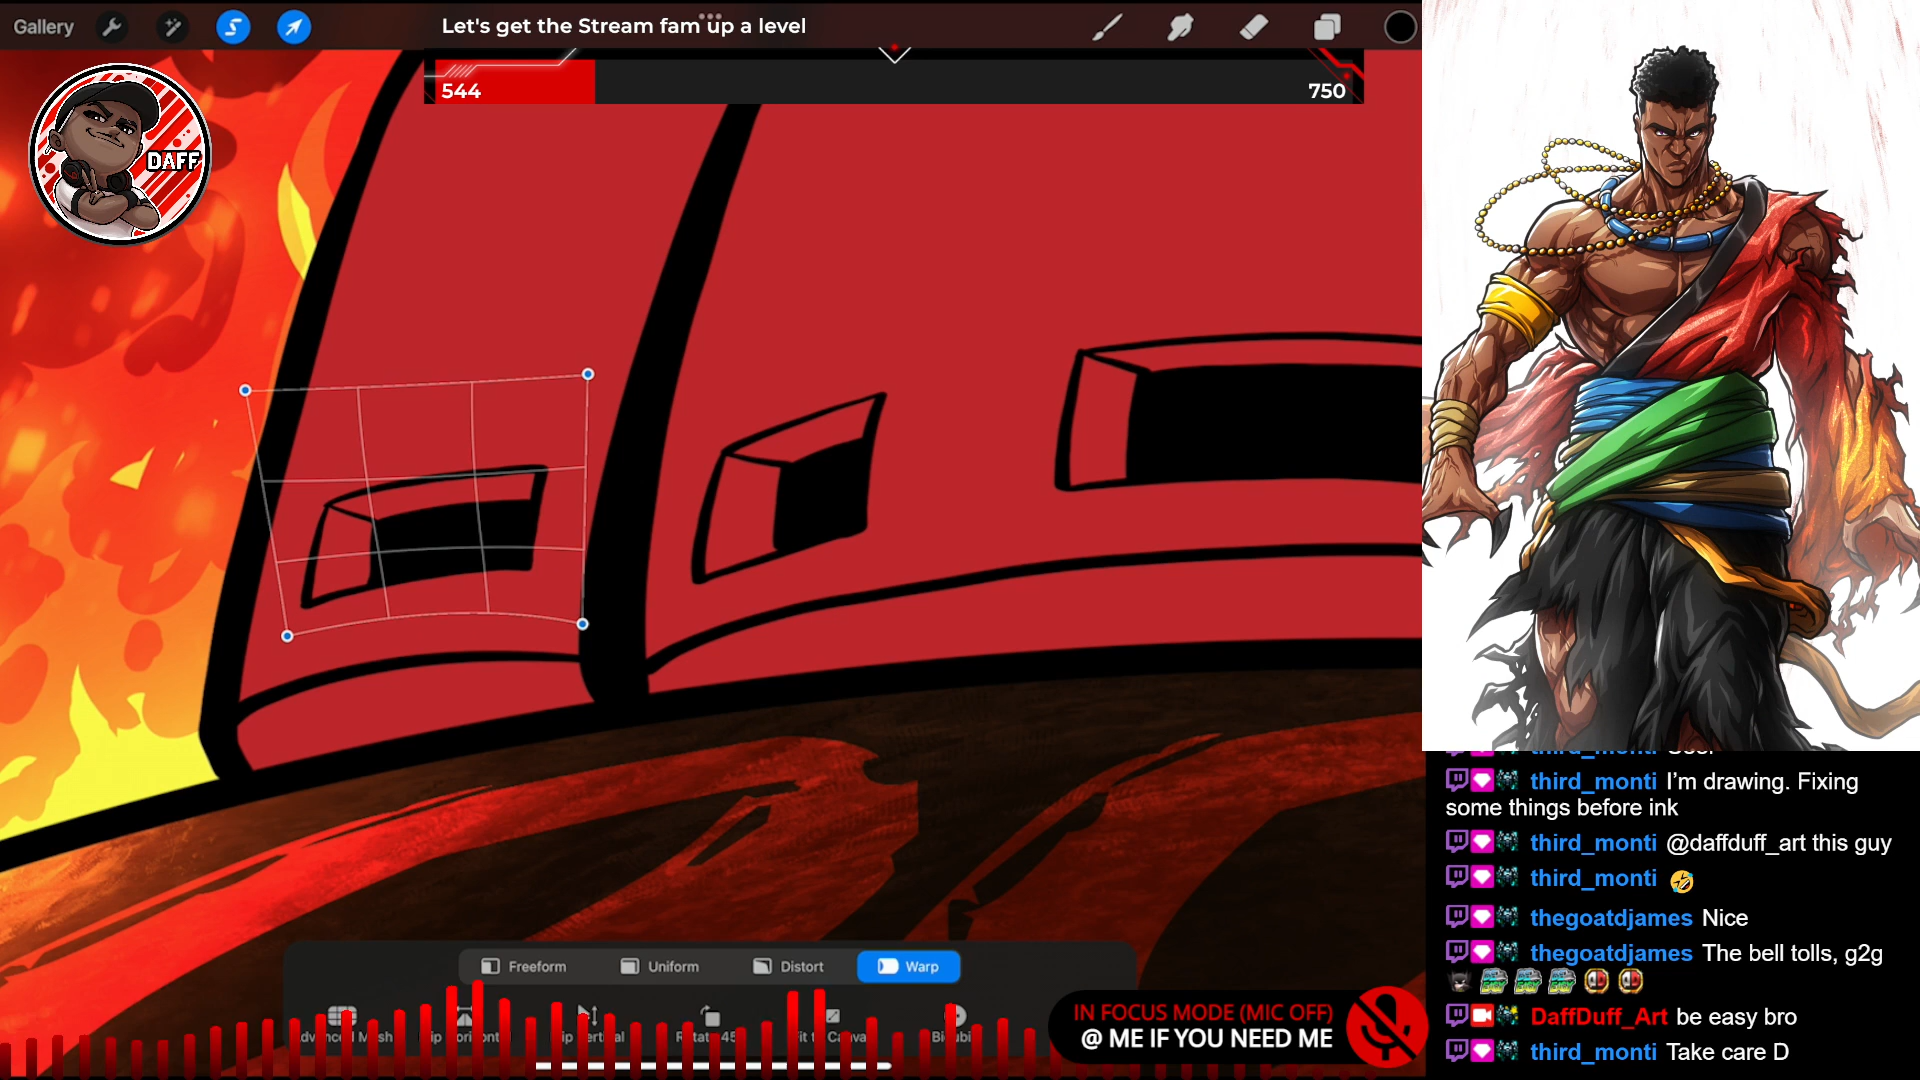 Gallery
Let's get the Stream fam up a level
544
750
DAFF
third_monti I'm drawing. Fixing
some things before ink
third_monti @daffduff_art this guy
third_monti
thegoatdjames Nice
thegoatdjames The bell tolls, g2g
DaffDuff_Art be easy bro
third_monti Take care D
Freeform
Uniform
Distort
Warp
IN FOCUS MODE (MIC OFF)
@ ME IF YOU NEED ME